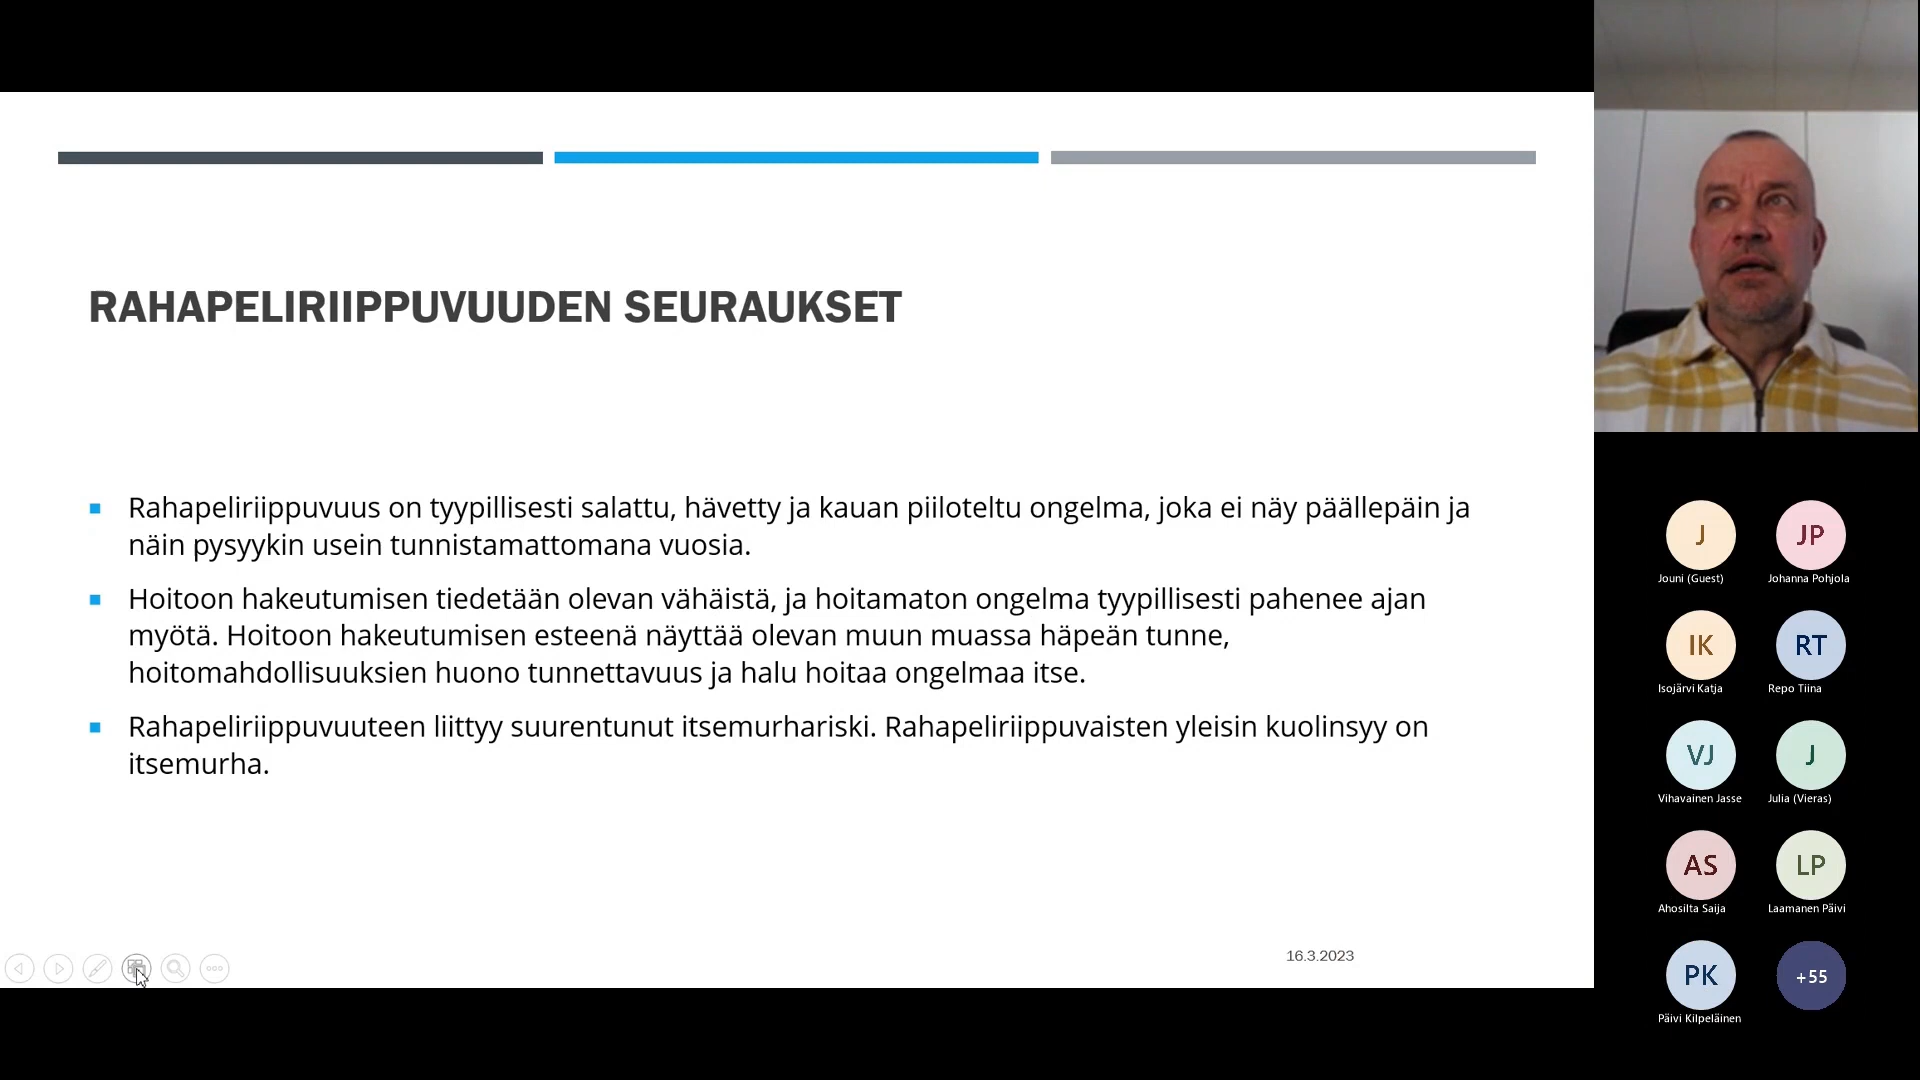 RAHAPELIRIIPPUVUUDEN SEURAUKSET
Rahapeliriippuvuus on tyypillisesti salattu, hävetty ja kauan piiloteltu ongelma, joka ei näy päällepäin ja
näin pysyykin usein tunnistamattomana vuosia.
Hoitoon hakeutumisen tiedetään olevan vähäistä, ja hoitamaton ongelma tyypillisesti pahenee ajan
myötä. Hoitoon hakeutumisen esteenä näyttää olevan muun muassa häpeän tunne,
hoitomahdollisuuksien huono tunnettavuus ja halu hoitaa ongelmaa itse.
Rahapeliriippuvuuteen liittyy suurentunut itsemurhariski. Rahapeliriippuvaisten yleisin kuolinsyy on
itsemurha.
16.3.2023
J
JP
Jouni (Guest)
Johanna Pohjola
IK
RT
Isojärvi Katja
Repo Tiina
VJ
J
Vihavainen Jasse
Julia (Vieras)
AS
LP
Ahosilta Saija
Laamanen Päivi
PK
+55
Päivi Kilpeläinen